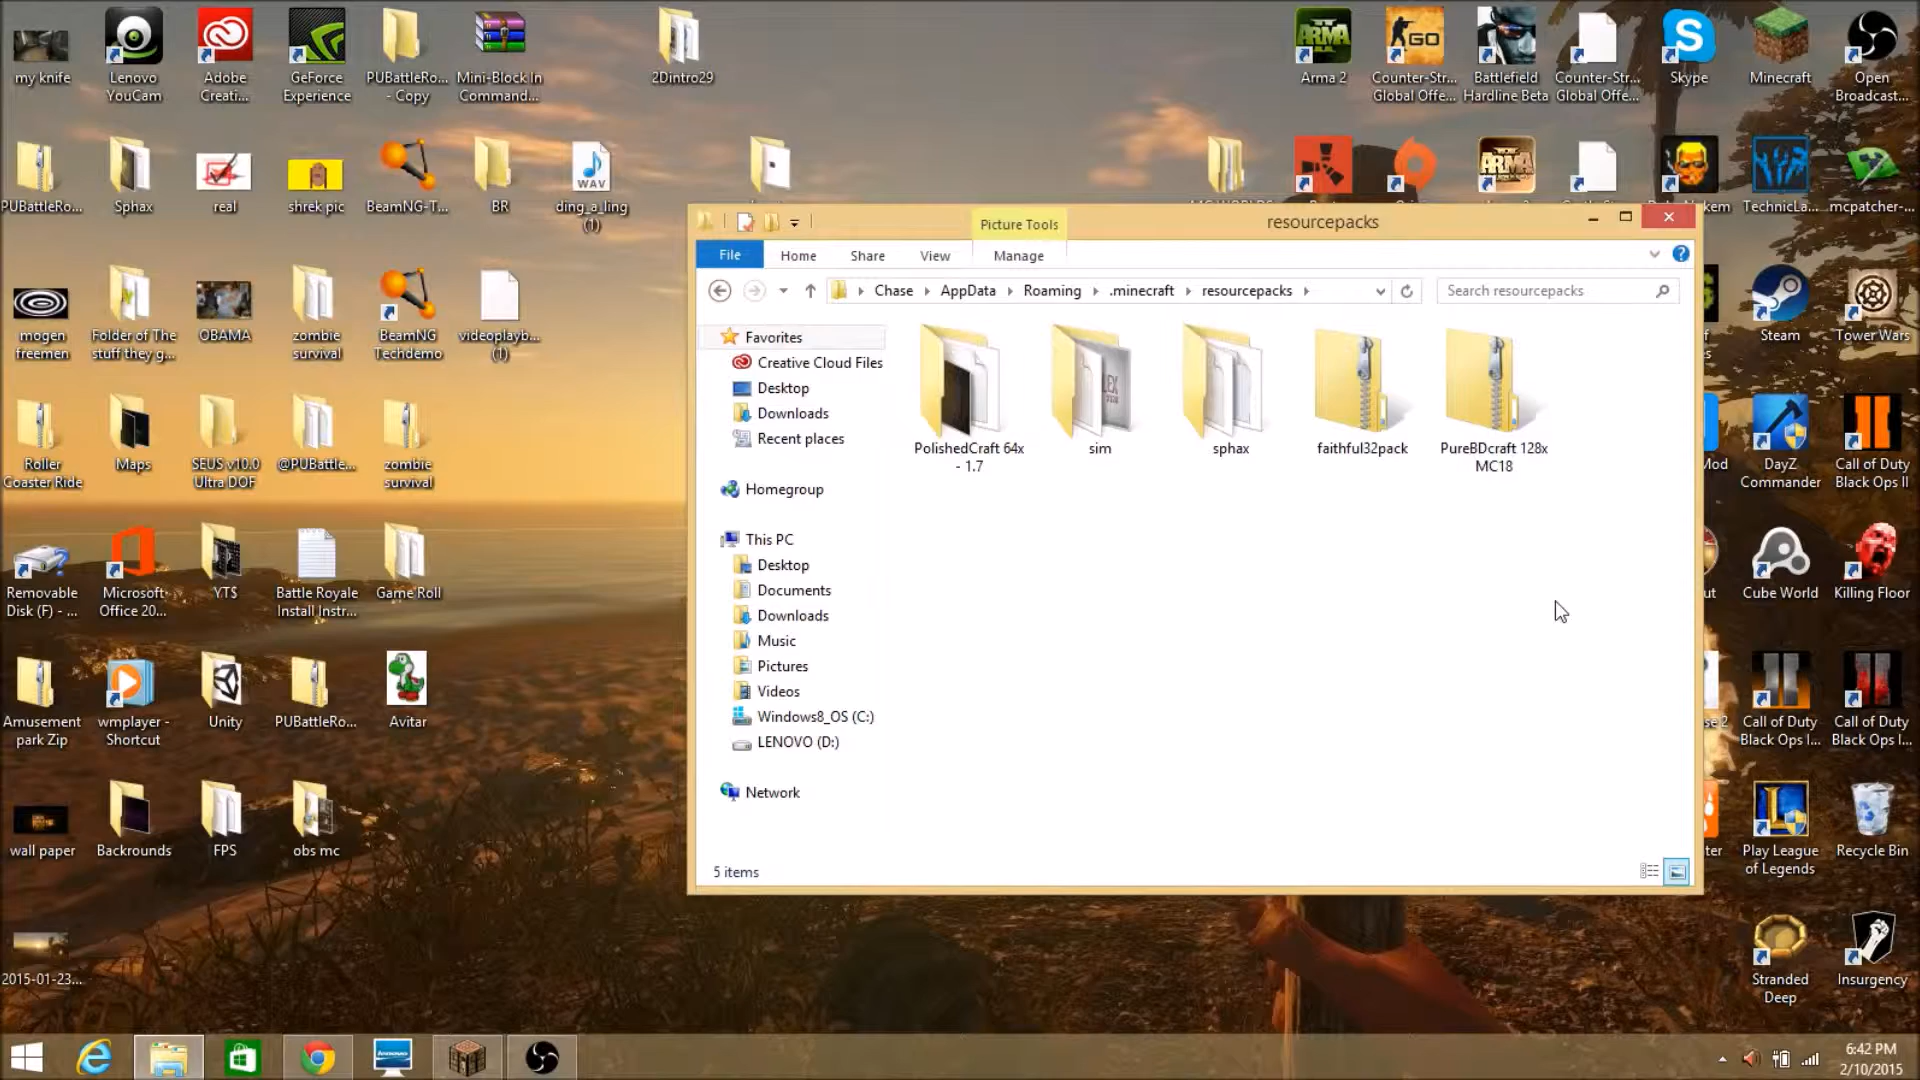 my knife
Lenovo
YouCam
Adobe
Creati...
GeForce
Experience
PUBattleRo...
- Copy
Mini-Block In
Command...
2Dintro29
Arma 2
Counter-Str...
Global Offe...
Battlefield
Hardline Beta
Counter-Str...
Global Offe...
Skype
Minecraft
Open
Broadcast...
PUBattleRo...
Sphax
real
shrek pic
BeamNG-T...
BR
WAV
ding_a_ling
(1)
TechnicLa...
mcpatcher-...
mogen
freemen
Folder of The
stuff they g...
OBAMA
zombie
survival
BeamNG
Techdemo
videoplayb...
(1)
Steam
Tower Wars
Roller
Coaster Ride
Maps
SEUS v10.0
Ultra DOF
@PUBattle...
zombie
survival
Mod
DayZ
Commander
Call of Duty
Black Ops II
Removable
Disk (F) - ...
Microsoft
Office 20...
YT$
Battle Royale
Install Instr...
Game Roll
Cube World
Killing Floor
Amusement
park Zip
wmplayer -
Shortcut
Unity
PUBattleRo...
Avitar
Call of Duty
Black Ops I...
Call of Duty
Black Ops I...
wall paper
Backrounds
FPS
obs mc
Play League
of Legends
Recycle Bin
2015-01-23...
Stranded
Deep
Insurgency
Picture Tools
resourcepacks
File
Home
Share
View
Manage
Chase
AppData
Roaming
.minecraft
resourcepacks
Search resourcepacks
Favorites
Creative Cloud Files
Desktop
Downloads
Recent places
Homegroup
This PC
Desktop
Documents
Downloads
Music
Pictures
Videos
Windows8_OS (C:)
LENOVO (D:)
Network
PolishedCraft 64x
- 1.7
sim
sphax
faithful32pack
PureBDcraft 128x
MC18
5 items
6:42 PM
2/10/2015